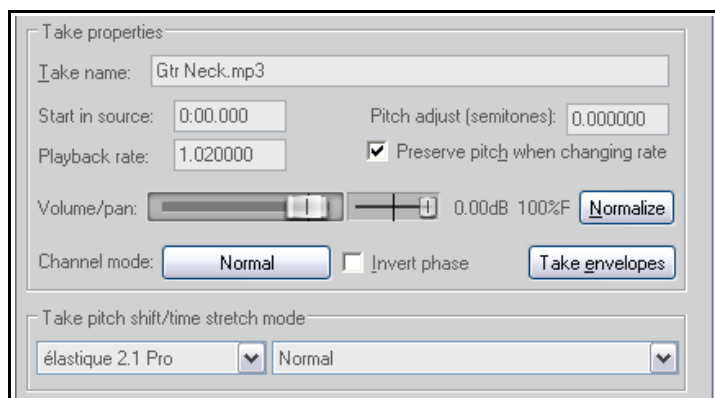 Take properties
Take name: Gtr Neck.mp3
Start in source: 0:00.000 Pitch adjust (semitones): 0.000000
Playback rate: 1.020000 Preserve pitch when changing rate
Volume/pan: 0.00dB 100%F Normalize
Channel mode: Normal Invert phase Take envelopes
Take pitch shift/time stretch mode
élastique 2.1 Pro Normal